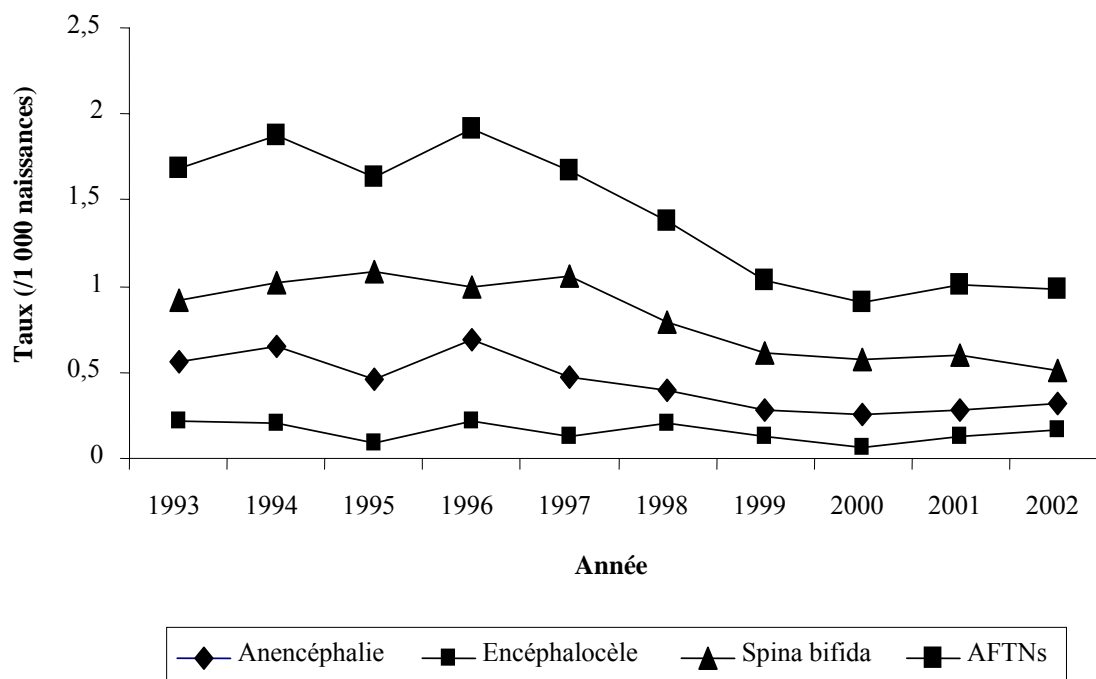 2,5
2
1,5
1
0,5
0
Taux (/1 000 naissances)
1993 1994 1995 1996 1997 1998 1999 2000 2001 2002
Année
Anencéphalie Encéphalocèle Spina bifida AFTNs